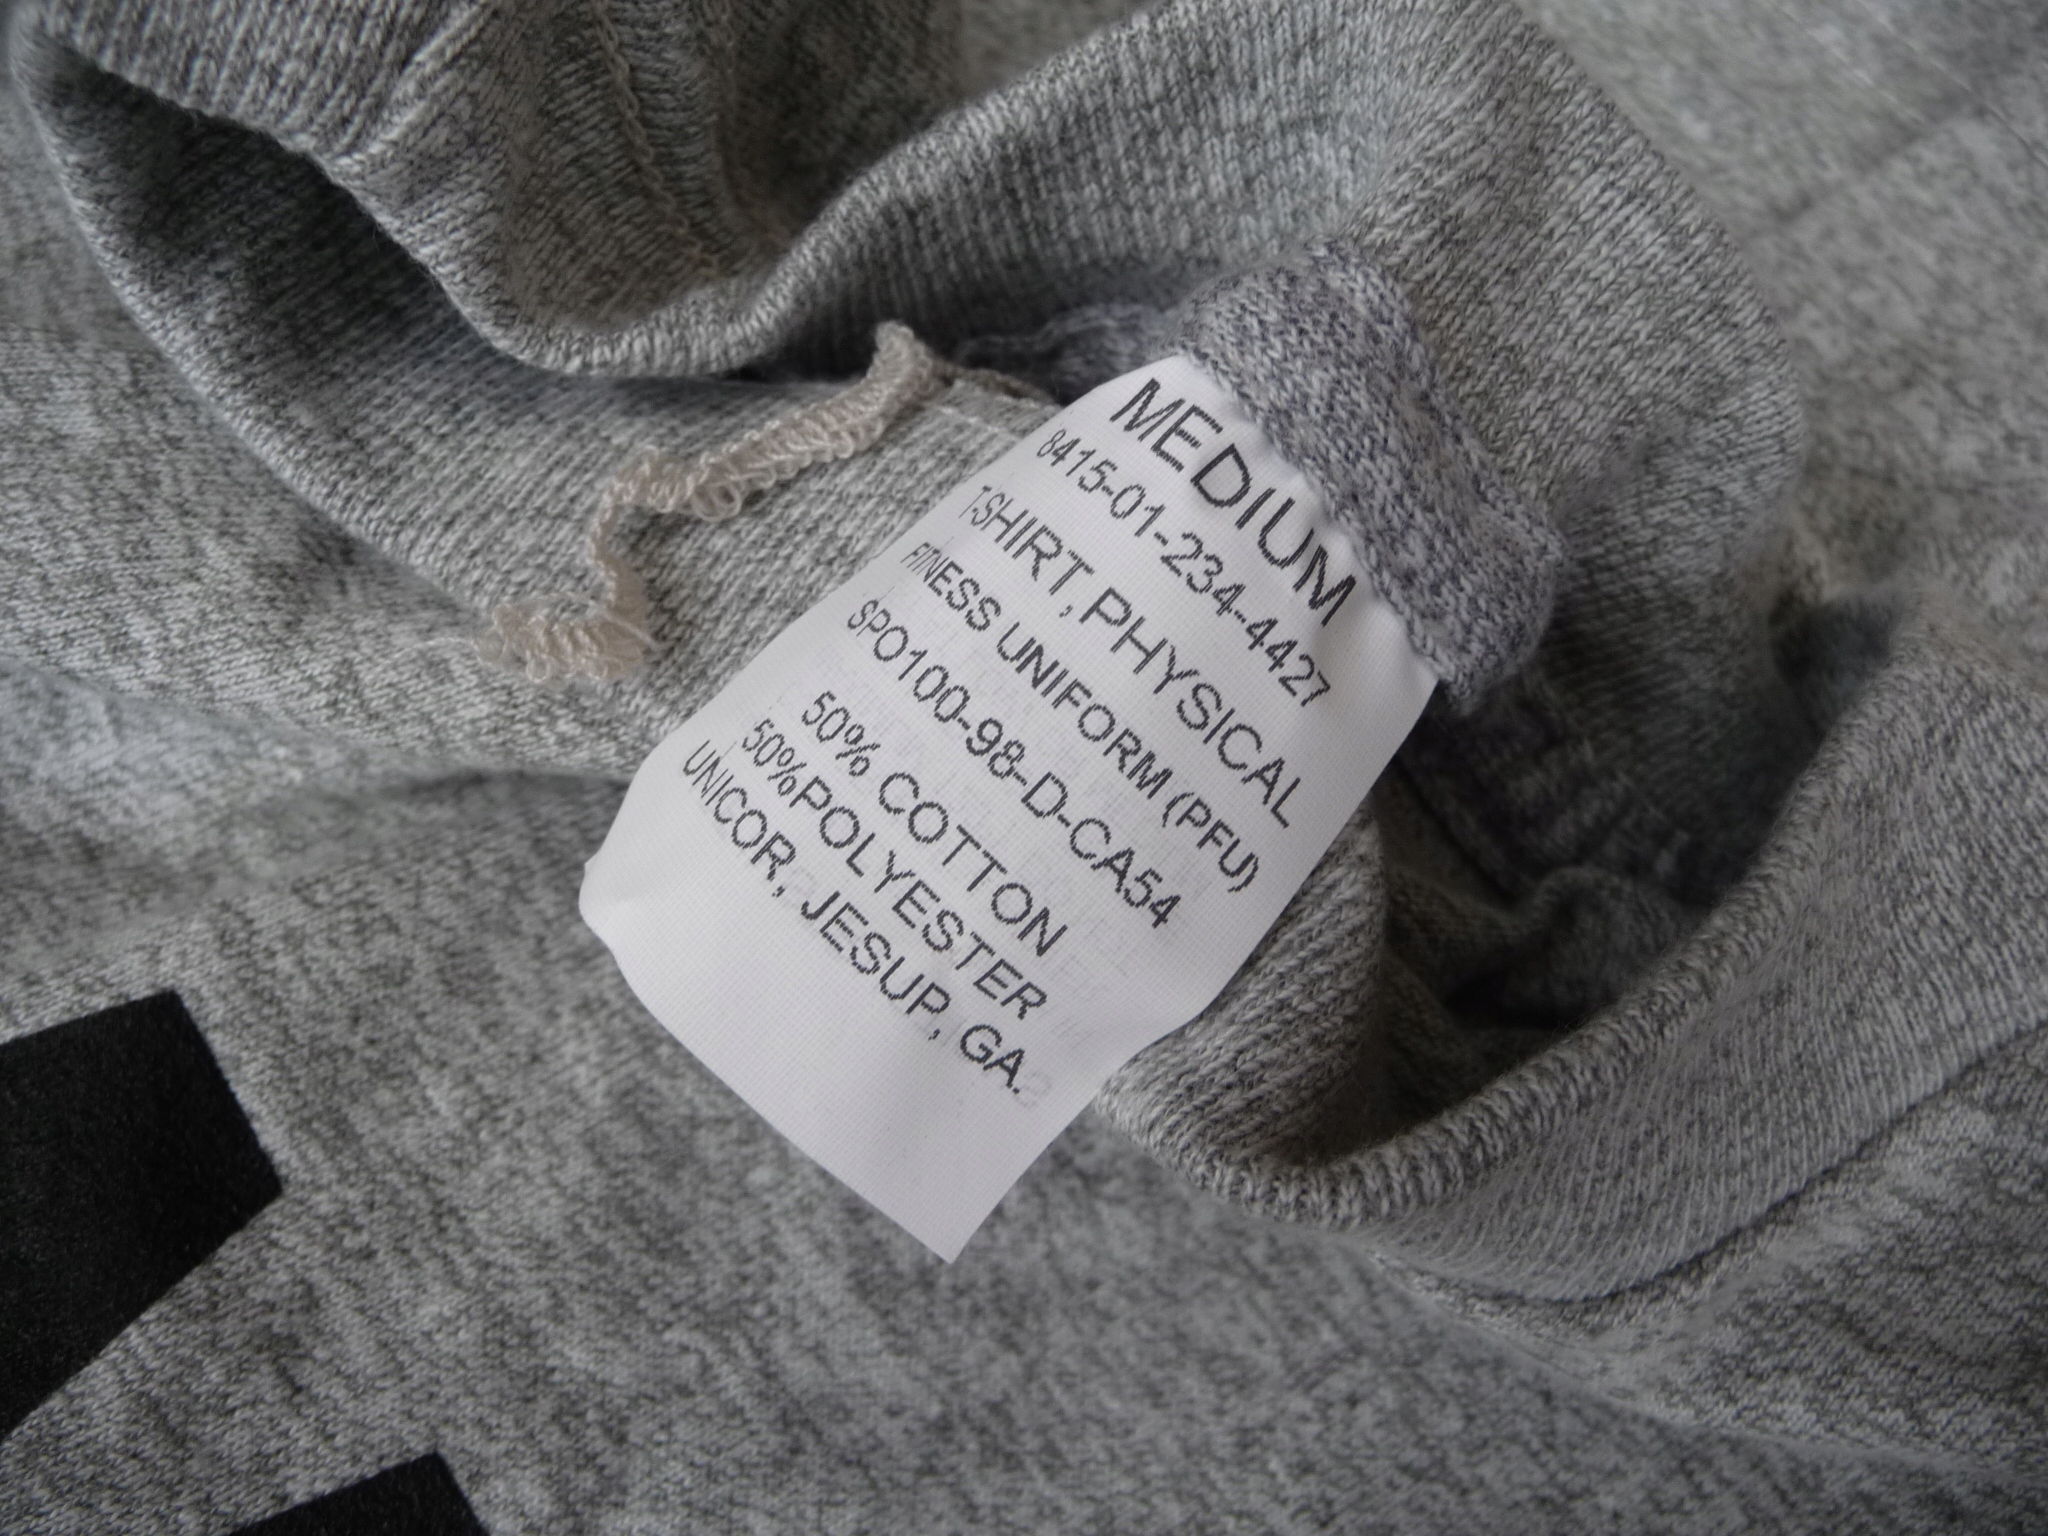 MEDIUM
8415-01-234-4427
T-SHIRT, PHYSICAL
FITNESS UNIFORM (PFU)
SPO100-98-D-CA54
50% COTTON
50%POLYESTER
UNICOR, JESUP, GA.